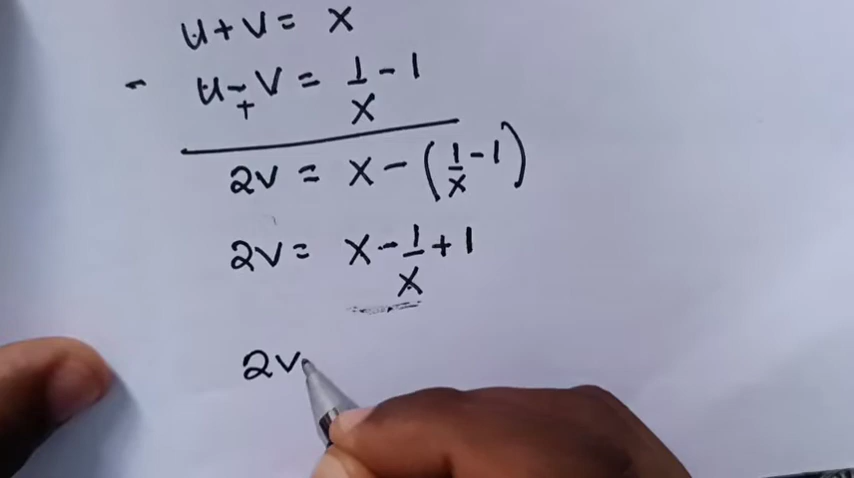 u+v= x
- u-v = 1/x - 1
+
2v = x - (1/x - 1)
2v= x - 1/x + 1
2v